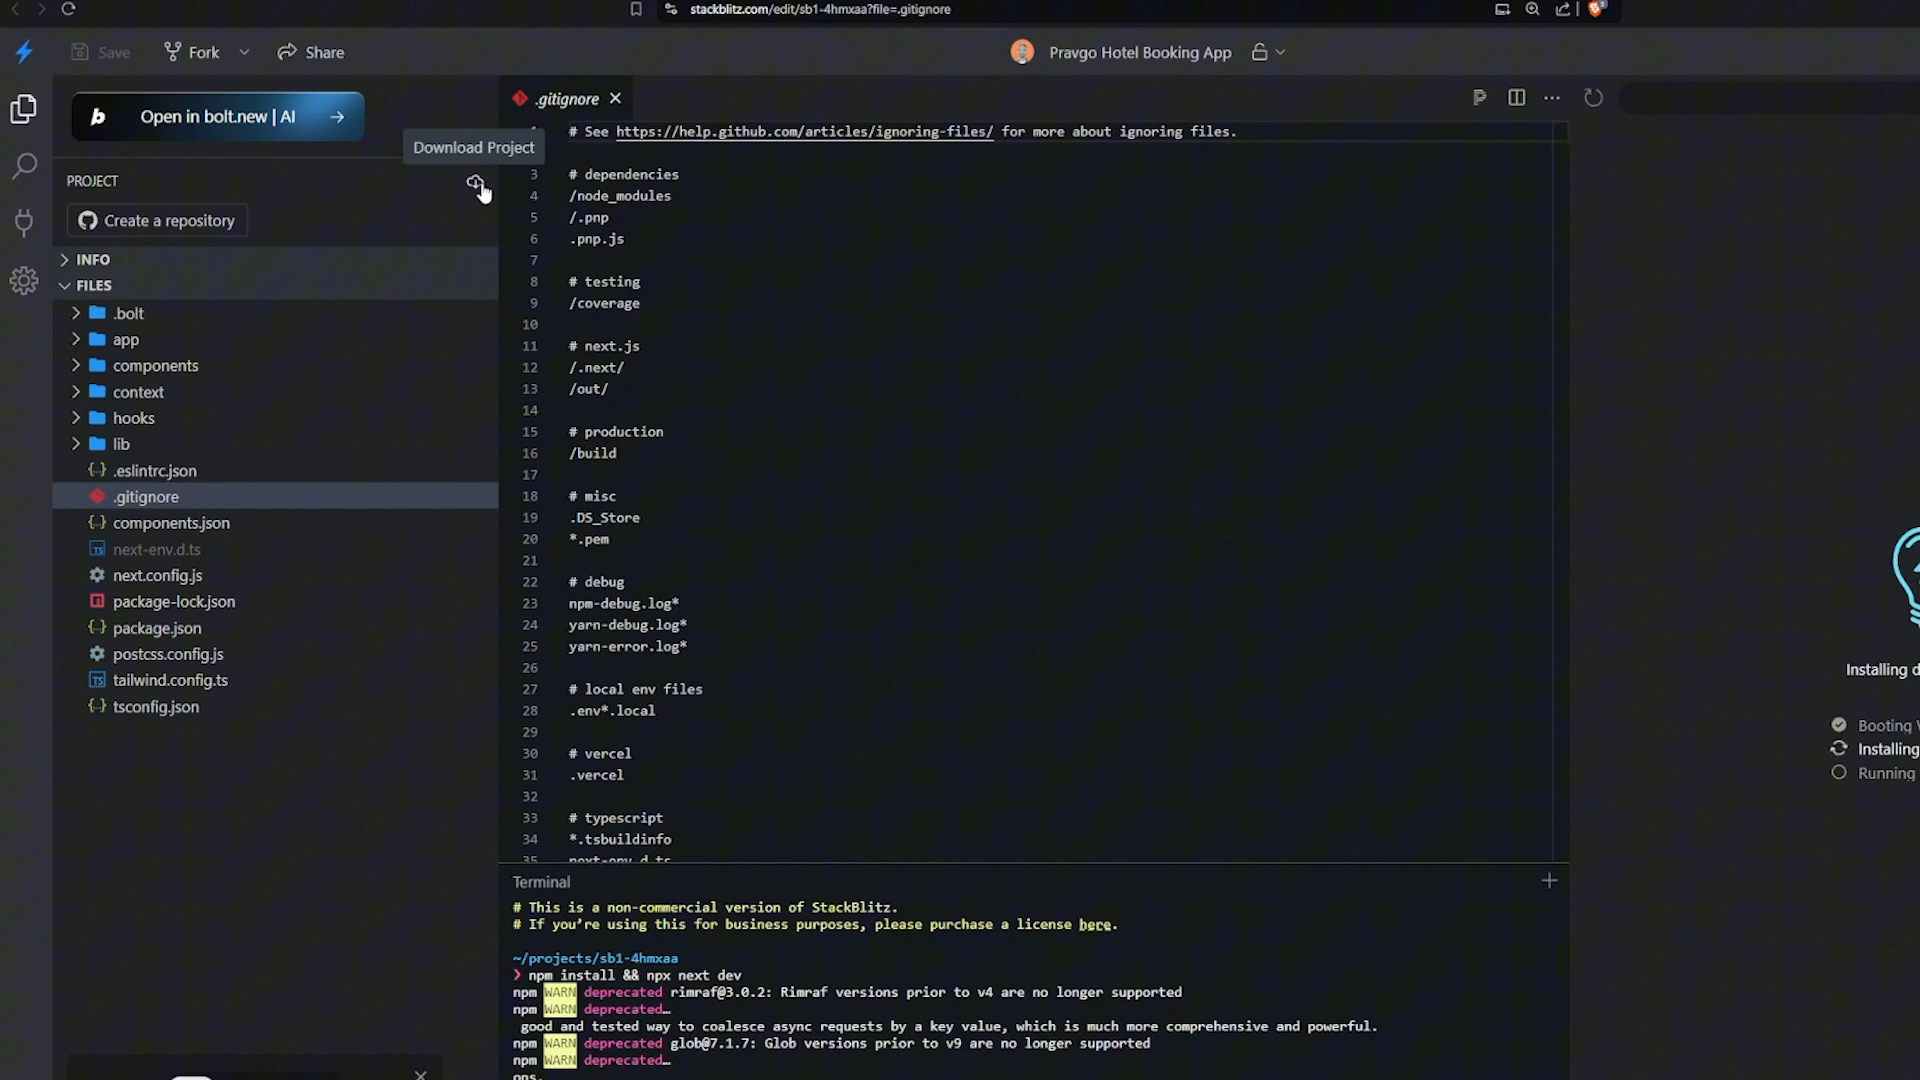 stackblitz.com/edit/sb1-4hmxaa?file=.gitignore
Save
Fork
Share
Pravgo Hotel Booking App
b Open in bolt.new | AI
Download Project
PROJECT
Create a repository
INFO
FILES
.bolt
app
components
context
hooks
lib
.eslintrc.json
.gitignore
components.json
next-env.d.ts
next.config.js
package-lock.json
package.json
postcss.config.js
tailwind.config.ts
tsconfig.json
.gitignore
# See https://help.github.com/articles/ignoring-files/ for more about ignoring files.
3 # dependencies
4 /node_modules
5 /.pnp
6 .pnp.js
7
8 # testing
9 /coverage
10
11 # next.js
12 /.next/
13 /out/
14
15 # production
16 /build
17
18 # misc
19 .DS_Store
20 *.pem
21
22 # debug
23 npm-debug.log*
24 yarn-debug.log*
25 yarn-error.log*
26
27 # local env files
28 .env*.local
29
30 # vercel
31 .vercel
32
33 # typescript
34 *.tsbuildinfo
35 next-env.d.ts
Terminal
# This is a non-commercial version of StackBlitz.
# If you're using this for business purposes, please purchase a license here.
~/projects/sb1-4hmxaa
❯ npm install && npx next dev
npm WARN deprecated rimraf@3.0.2: Rimraf versions prior to v4 are no longer supported
npm WARN deprecated…
good and tested way to coalesce async requests by a key value, which is much more comprehensive and powerful.
npm WARN deprecated glob@7.1.7: Glob versions prior to v9 are no longer supported
npm WARN deprecated…
Installing d
Booting
Installing
Running